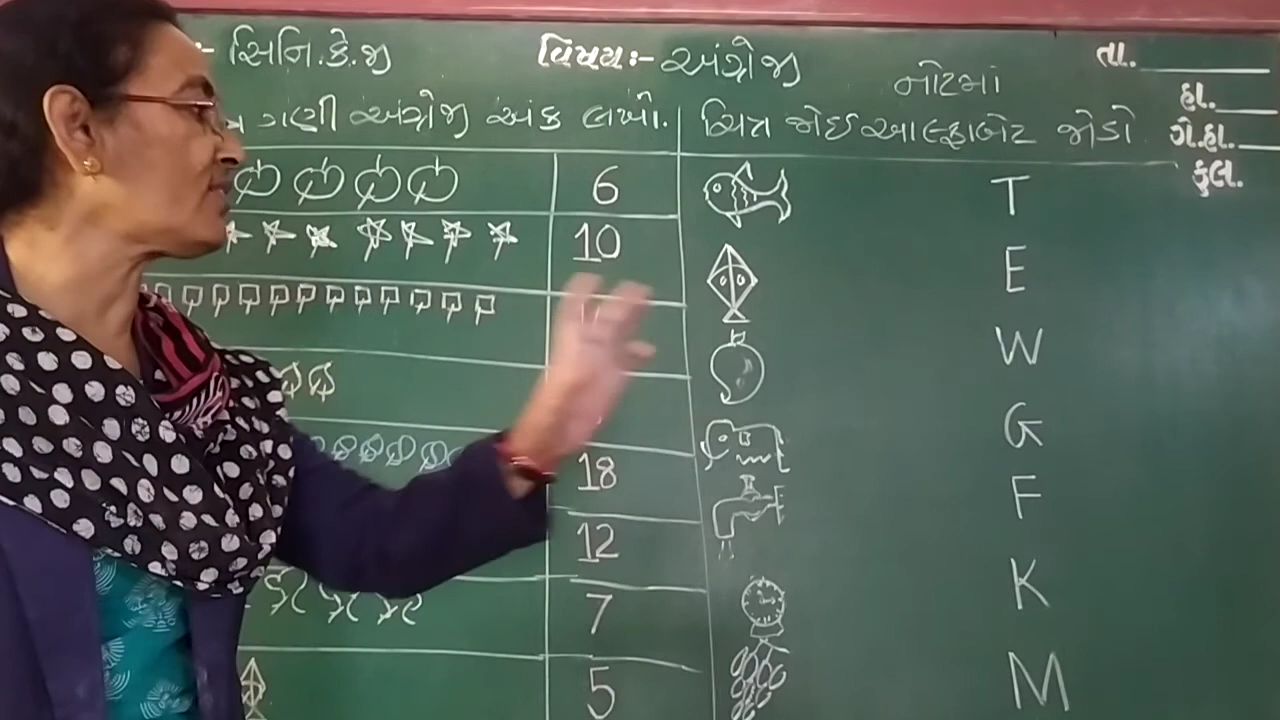 :- સિનિ.કે.જી વિષય:- અંગ્રેજી તા.
નોટમાં
હા.
ગણી અંગ્રેજી અંક લખો. ચિત્ર જોઈ આલ્ફાબેટ જોડો
ગે.હા.
કુલ.
6 T
10 E
W
G
18 F
12 K
7 M
5